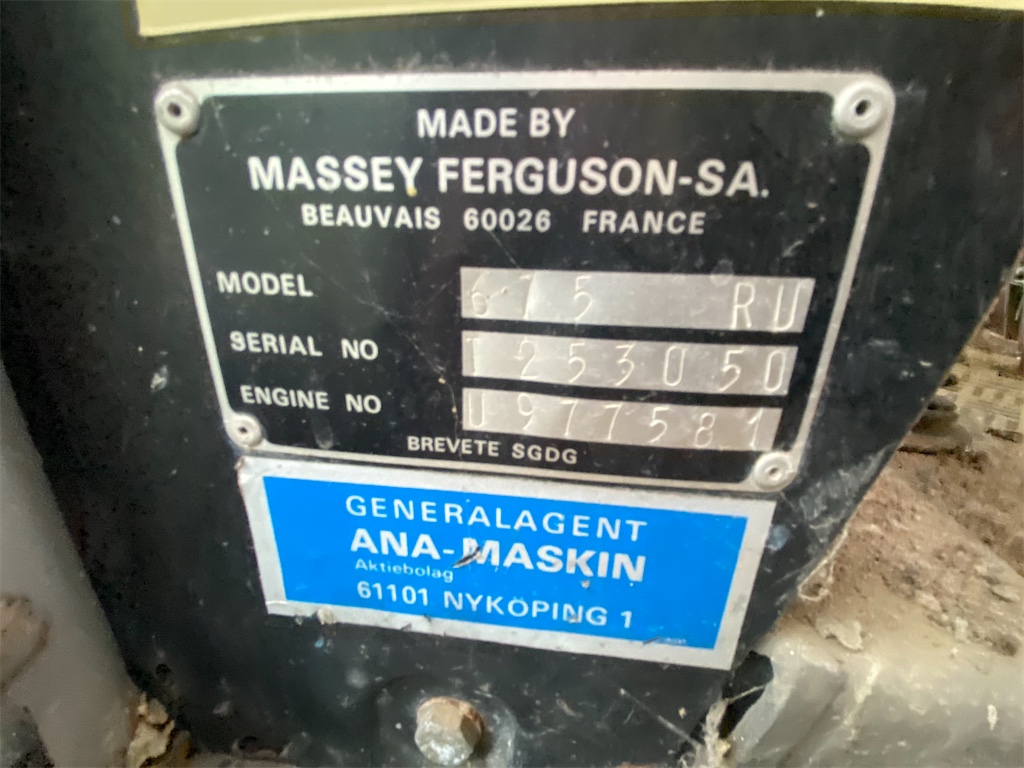 MADE BY
MASSEY FERGUSON-SA.
BEAUVAIS 60026 FRANCE
MODEL 675 RU
SERIAL NO T253050
ENGINE NO U977581
BREVETE SGDG
GENERALAGENT
ANA-MASKIN
Aktiebolag
61101 NYKÖPING 1